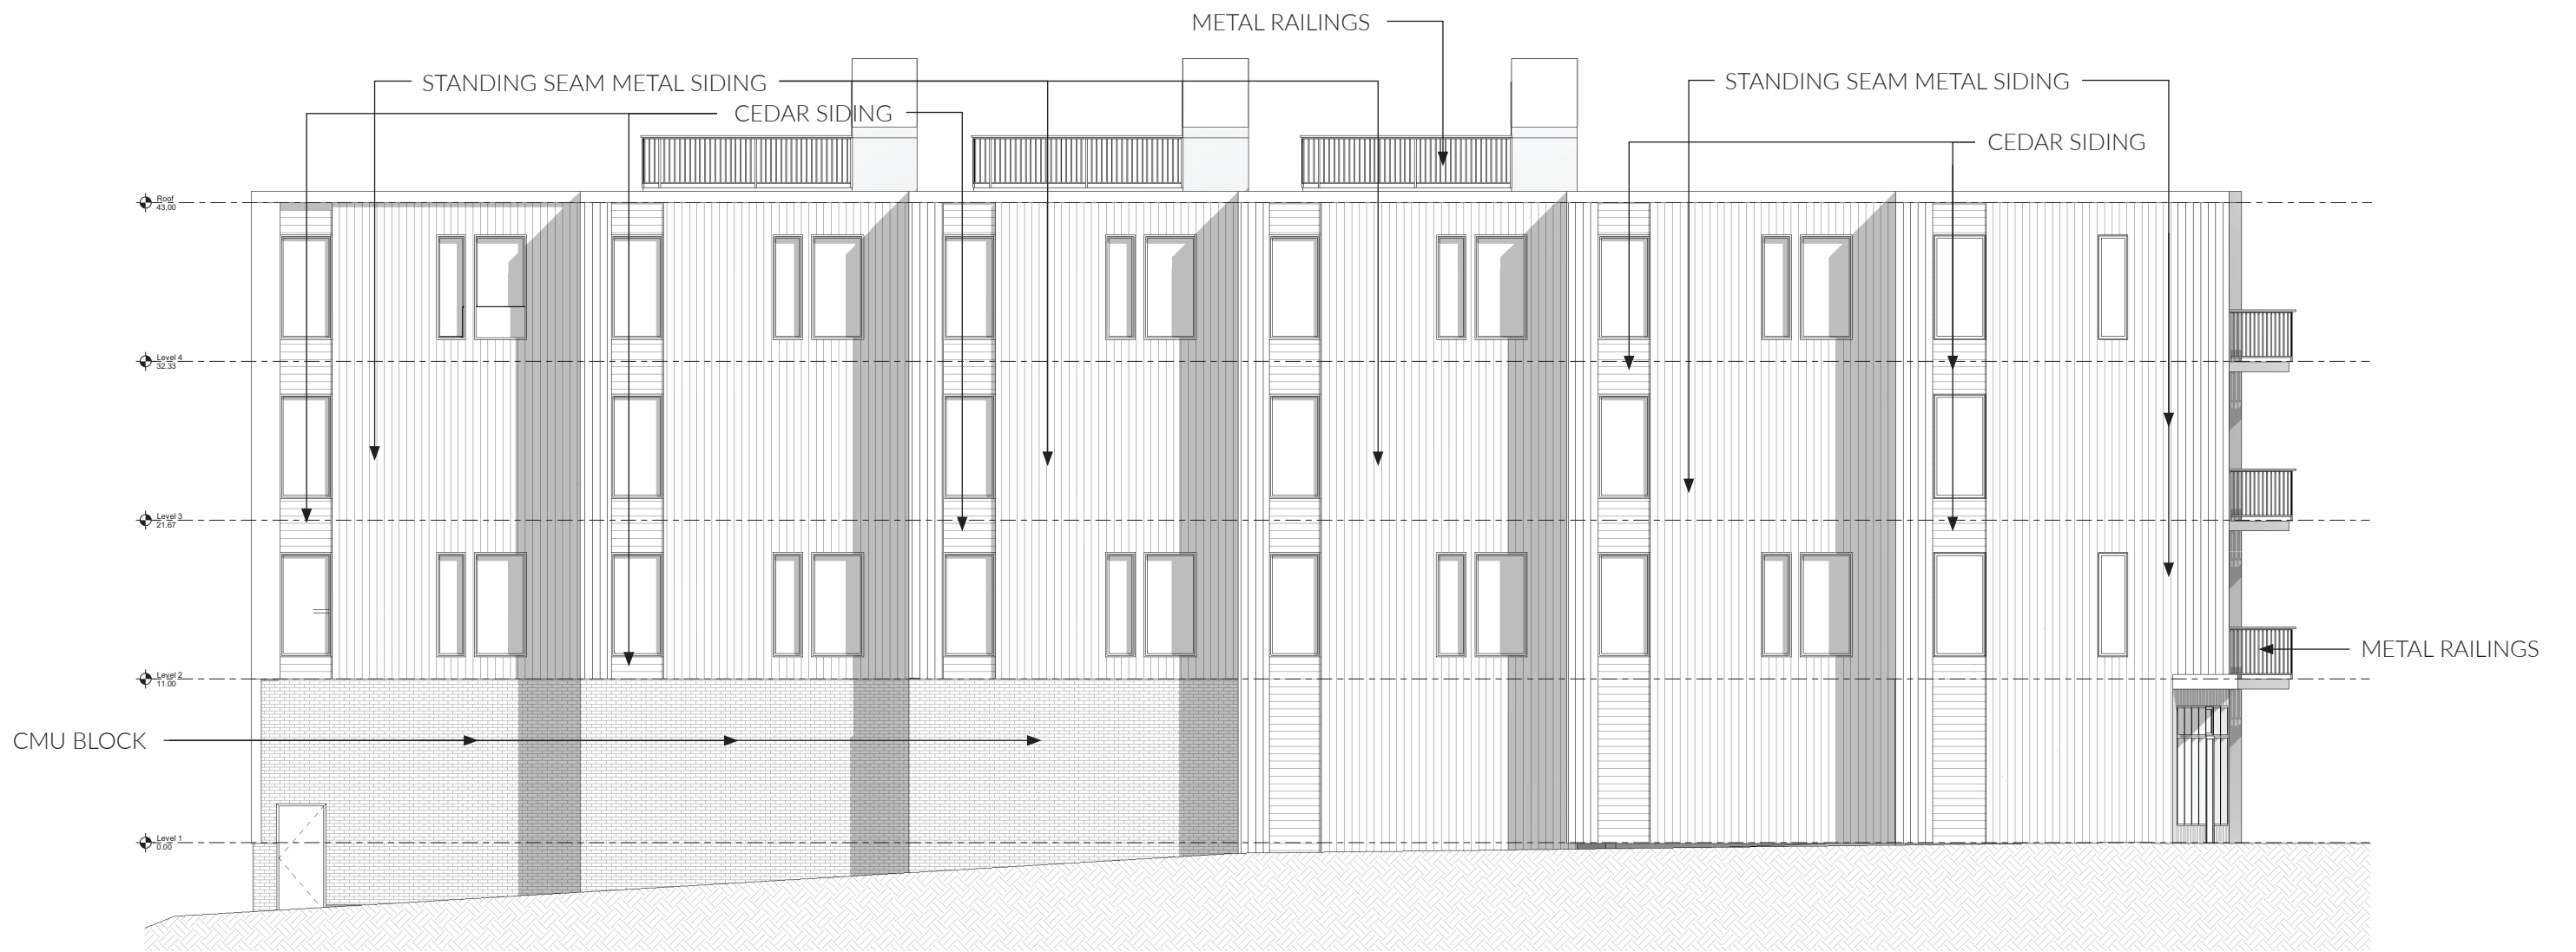 METAL RAILINGS
STANDING SEAM METAL SIDING
STANDING SEAM METAL SIDING
CEDAR SIDING
CEDAR SIDING
Roof
43.00
Level 4
32.33
Level 3
21.67
METAL RAILINGS
Level 2
11.00
CMU BLOCK
Level 1
0.00